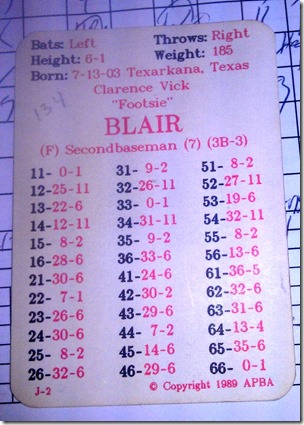 Bats: Left Throws: Right
Height: 6-1 Weight: 185
Born: 7-13-03 Texarkana, Texas
Clarence Vick
134
"Footsie"
BLAIR
(F) Secondbaseman (7) (3B-3)
11- 0-1 31- 9-2 51- 8-2
12-25-11 32-26-11 52-27-11
13-22-6 33- 0-1 53-19-6
14-12-11 34-31-11 54-32-11
15- 8-2 35- 9-2 55- 8-2
16-28-6 36-33-6 56-13-6
21-30-6 41-24-6 61-36-5
22- 7-1 42-30-2 62-32-6
23-26-6 43-29-6 63-31-6
24-30-6 44- 7-2 64-13-4
25- 8-2 45-14-6 65-35-6
26-32-6 46-29-6 66- 0-1
J-2 © Copyright 1989 APBA